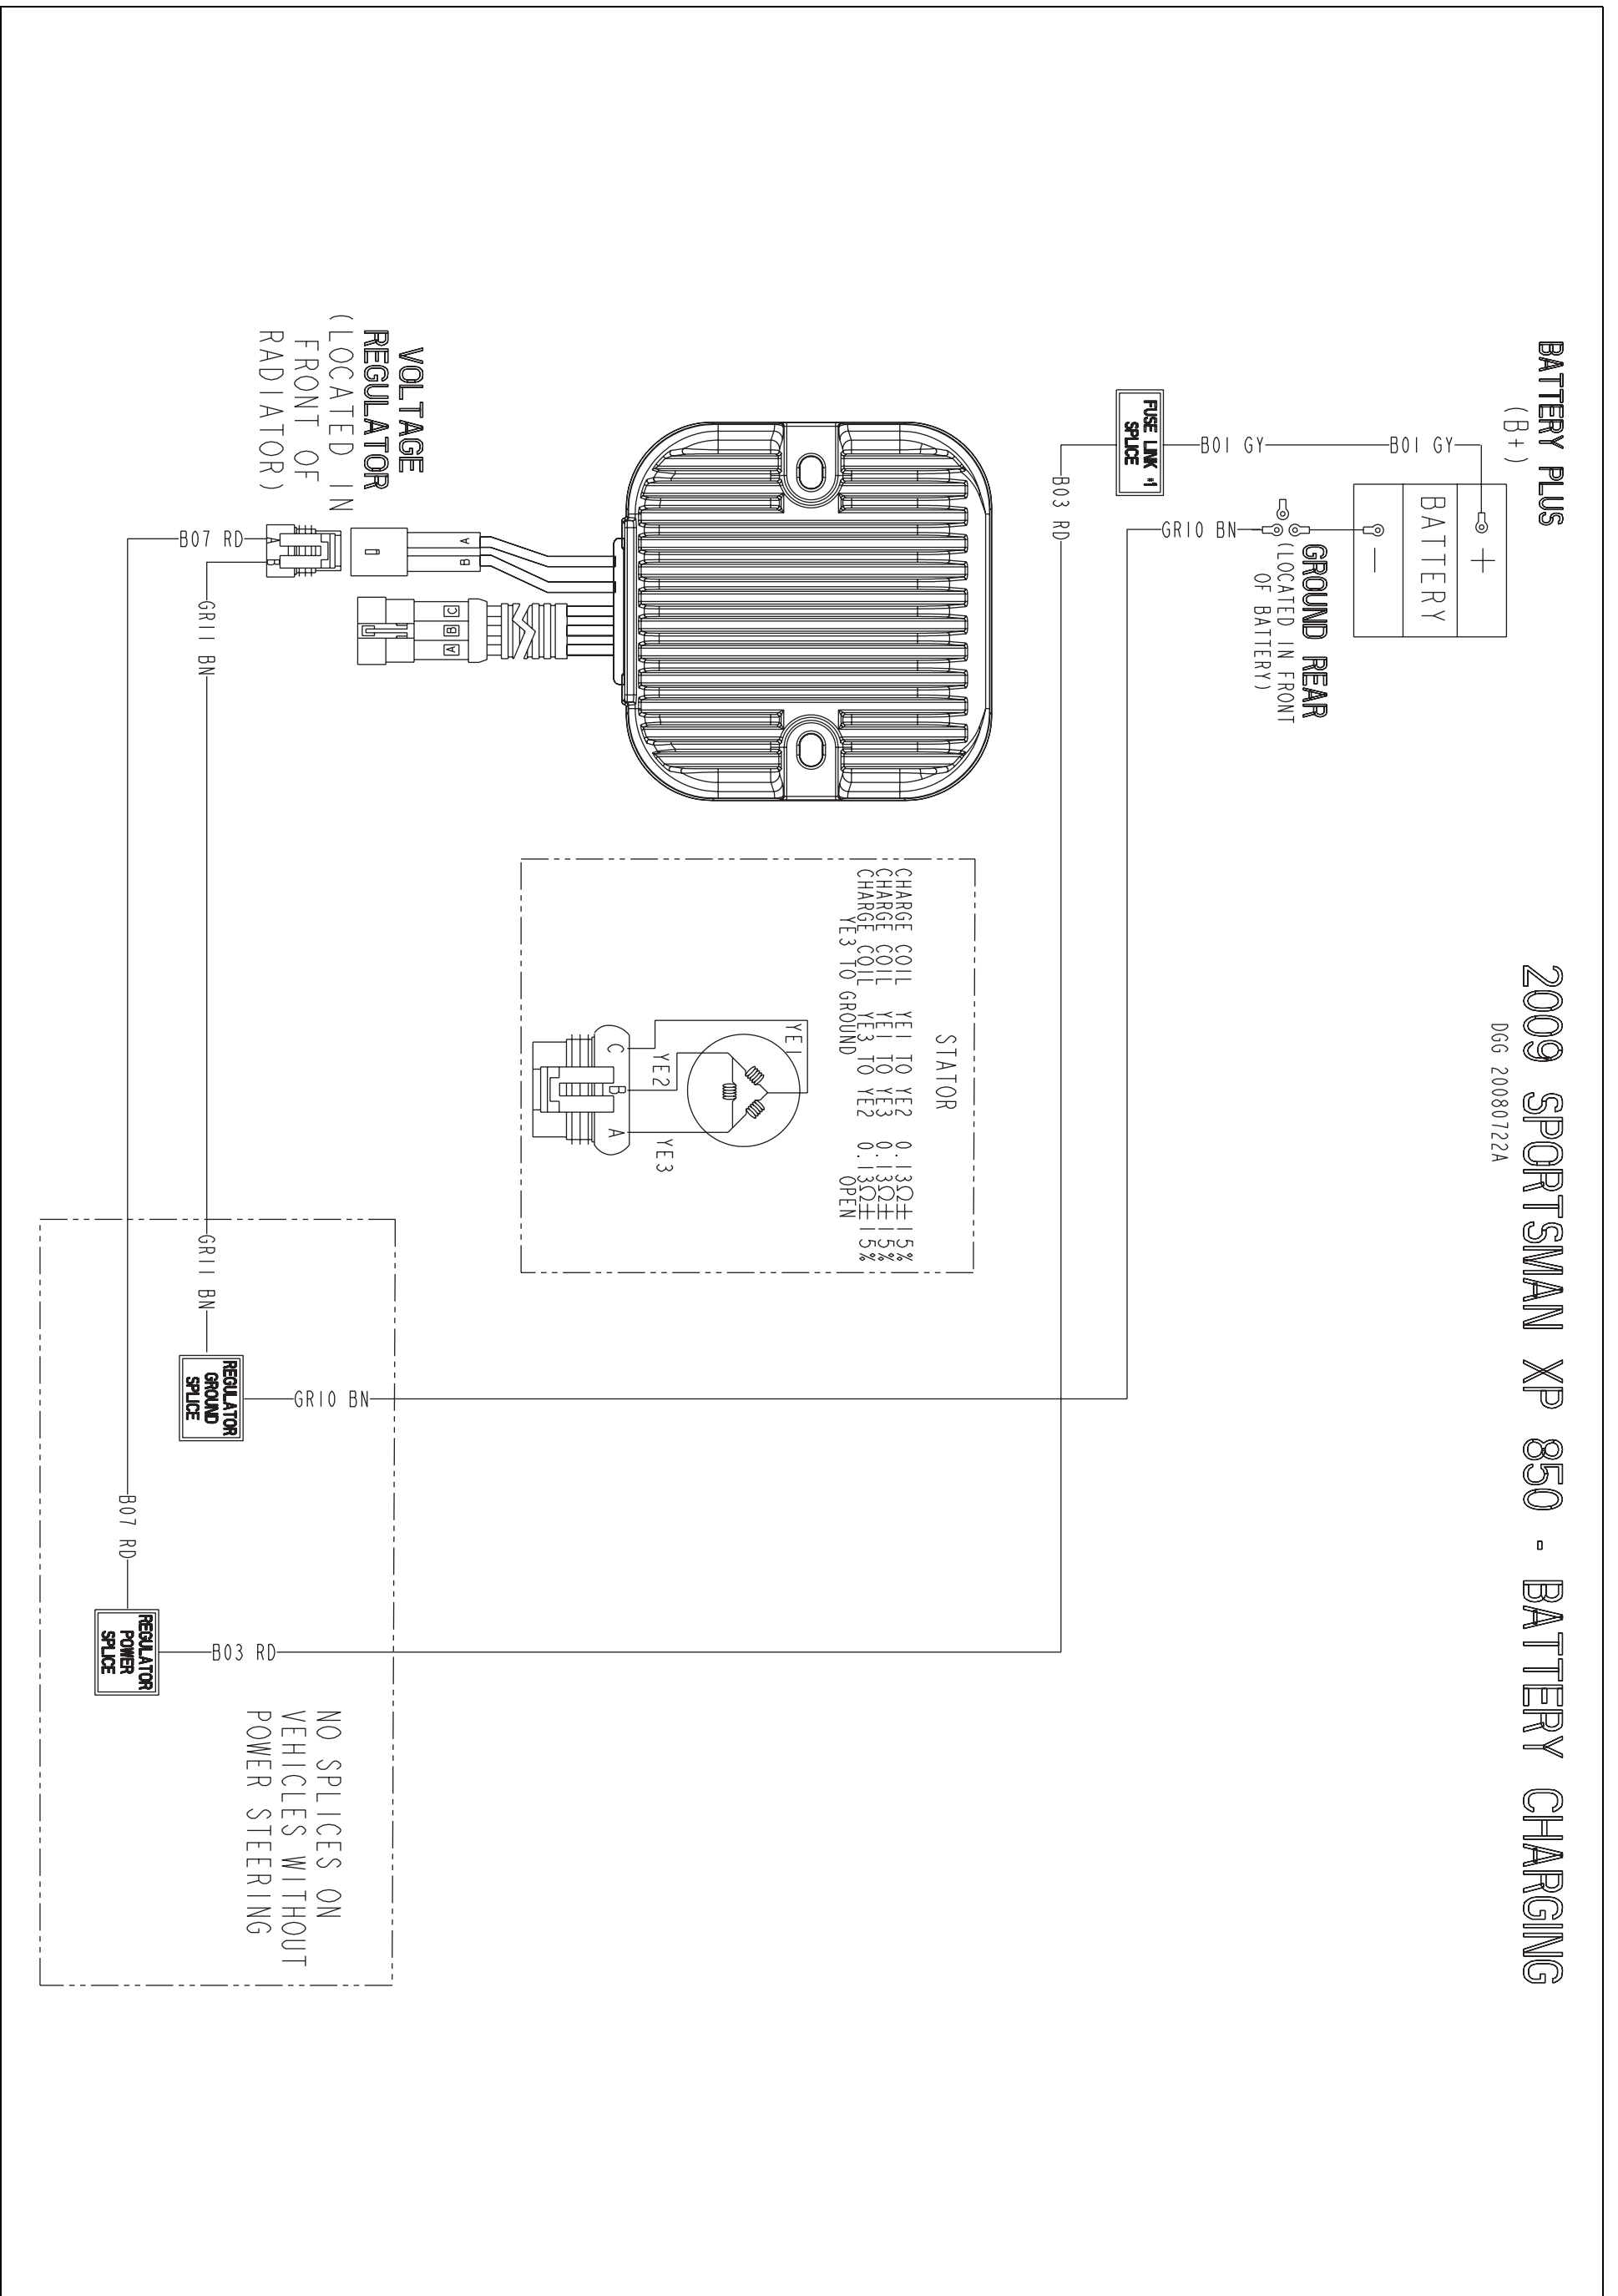 2009 SPORTSMAN XP 850 - BATTERY CHARGING
DGG 20080722A
BATTERY PLUS
(B+)
+
BATTERY
-
B01 GY
B01 GY
FUSE LINK #1
SPLICE
GROUND REAR
(LOCATED IN FRONT
OF BATTERY)
GR10 BN
B03 RD
STATOR
CHARGE COIL YE1 TO YE2 0.13Ω±15%
CHARGE COIL YE1 TO YE3 0.13Ω±15%
CHARGE COIL YE3 TO YE2 0.13Ω±15%
YE3 TO GROUND OPEN
YE1
YE2
YE3
C B A
A B
C B A
VOLTAGE
REGULATOR
(LOCATED IN
FRONT OF
RADIATOR)
A B
B07 RD
GR11 BN
GR11 BN
REGULATOR
GROUND
SPLICE
GR10 BN
B07 RD
REGULATOR
POWER
SPLICE
B03 RD
NO SPLICES ON
VEHICLES WITHOUT
POWER STEERING